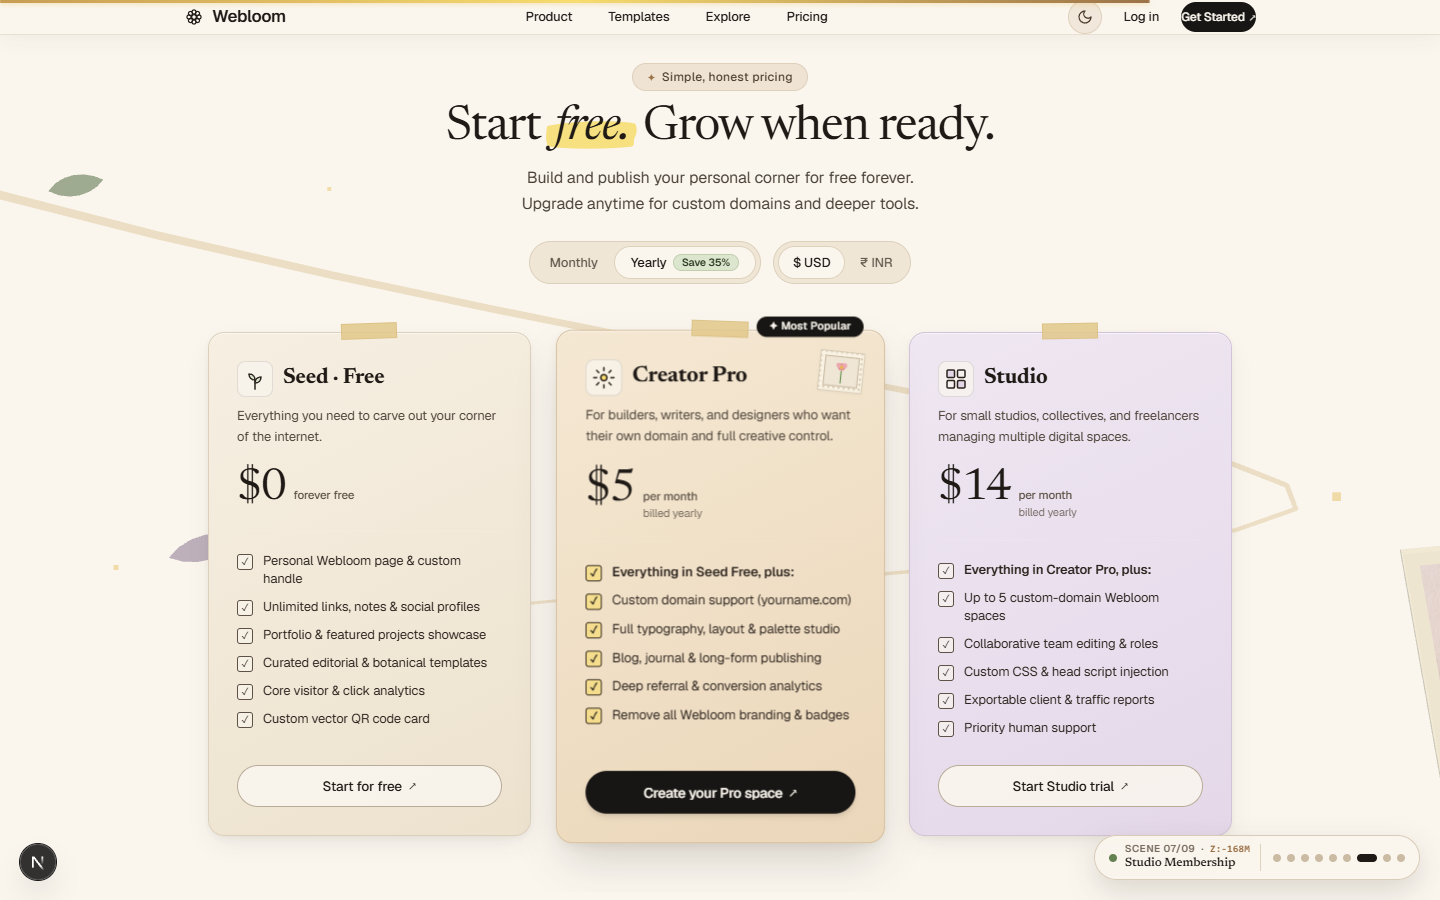 Webloom
Product
Templates
Explore
Pricing
Log in
Get Started ↗
✦ Simple, honest pricing
Start free. Grow when ready.
Build and publish your personal corner for free forever.
Upgrade anytime for custom domains and deeper tools.
Monthly
Yearly Save 35%
$ USD
₹ INR
Seed · Free
Everything you need to carve out your corner
of the internet.
$0 forever free
Personal Webloom page & custom
handle
Unlimited links, notes & social profiles
Portfolio & featured projects showcase
Curated editorial & botanical templates
Core visitor & click analytics
Custom vector QR code card
Start for free ↗
✦ Most Popular
Creator Pro
For builders, writers, and designers who want
their own domain and full creative control.
$5 per month
billed yearly
Everything in Seed Free, plus:
Custom domain support (yourname.com)
Full typography, layout & palette studio
Blog, journal & long-form publishing
Deep referral & conversion analytics
Remove all Webloom branding & badges
Create your Pro space ↗
Studio
For small studios, collectives, and freelancers
managing multiple digital spaces.
$14 per month
billed yearly
Everything in Creator Pro, plus:
Up to 5 custom-domain Webloom
spaces
Collaborative team editing & roles
Custom CSS & head script injection
Exportable client & traffic reports
Priority human support
Start Studio trial ↗
N
SCENE 07/09 · Z:-168M
Studio Membership